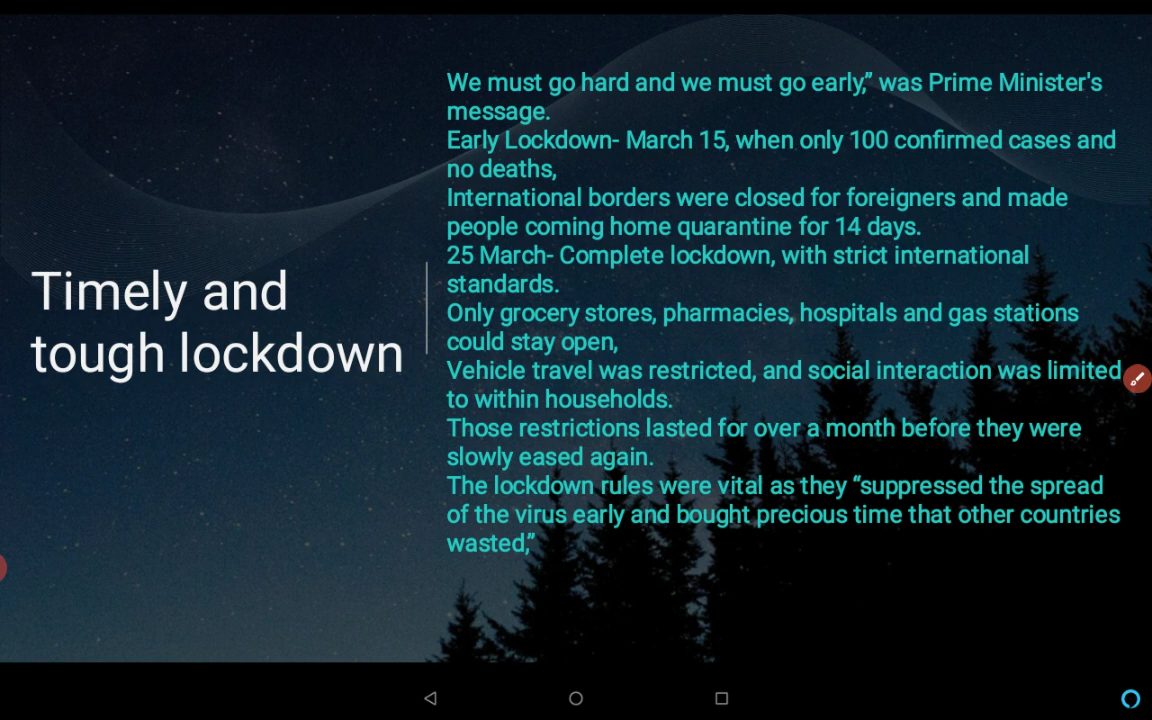 Timely and
tough lockdown
We must go hard and we must go early,” was Prime Minister's
message.
Early Lockdown- March 15, when only 100 confirmed cases and
no deaths,
International borders were closed for foreigners and made
people coming home quarantine for 14 days.
25 March- Complete lockdown, with strict international
standards.
Only grocery stores, pharmacies, hospitals and gas stations
could stay open,
Vehicle travel was restricted, and social interaction was limited
to within households.
Those restrictions lasted for over a month before they were
slowly eased again.
The lockdown rules were vital as they “suppressed the spread
of the virus early and bought precious time that other countries
wasted,”